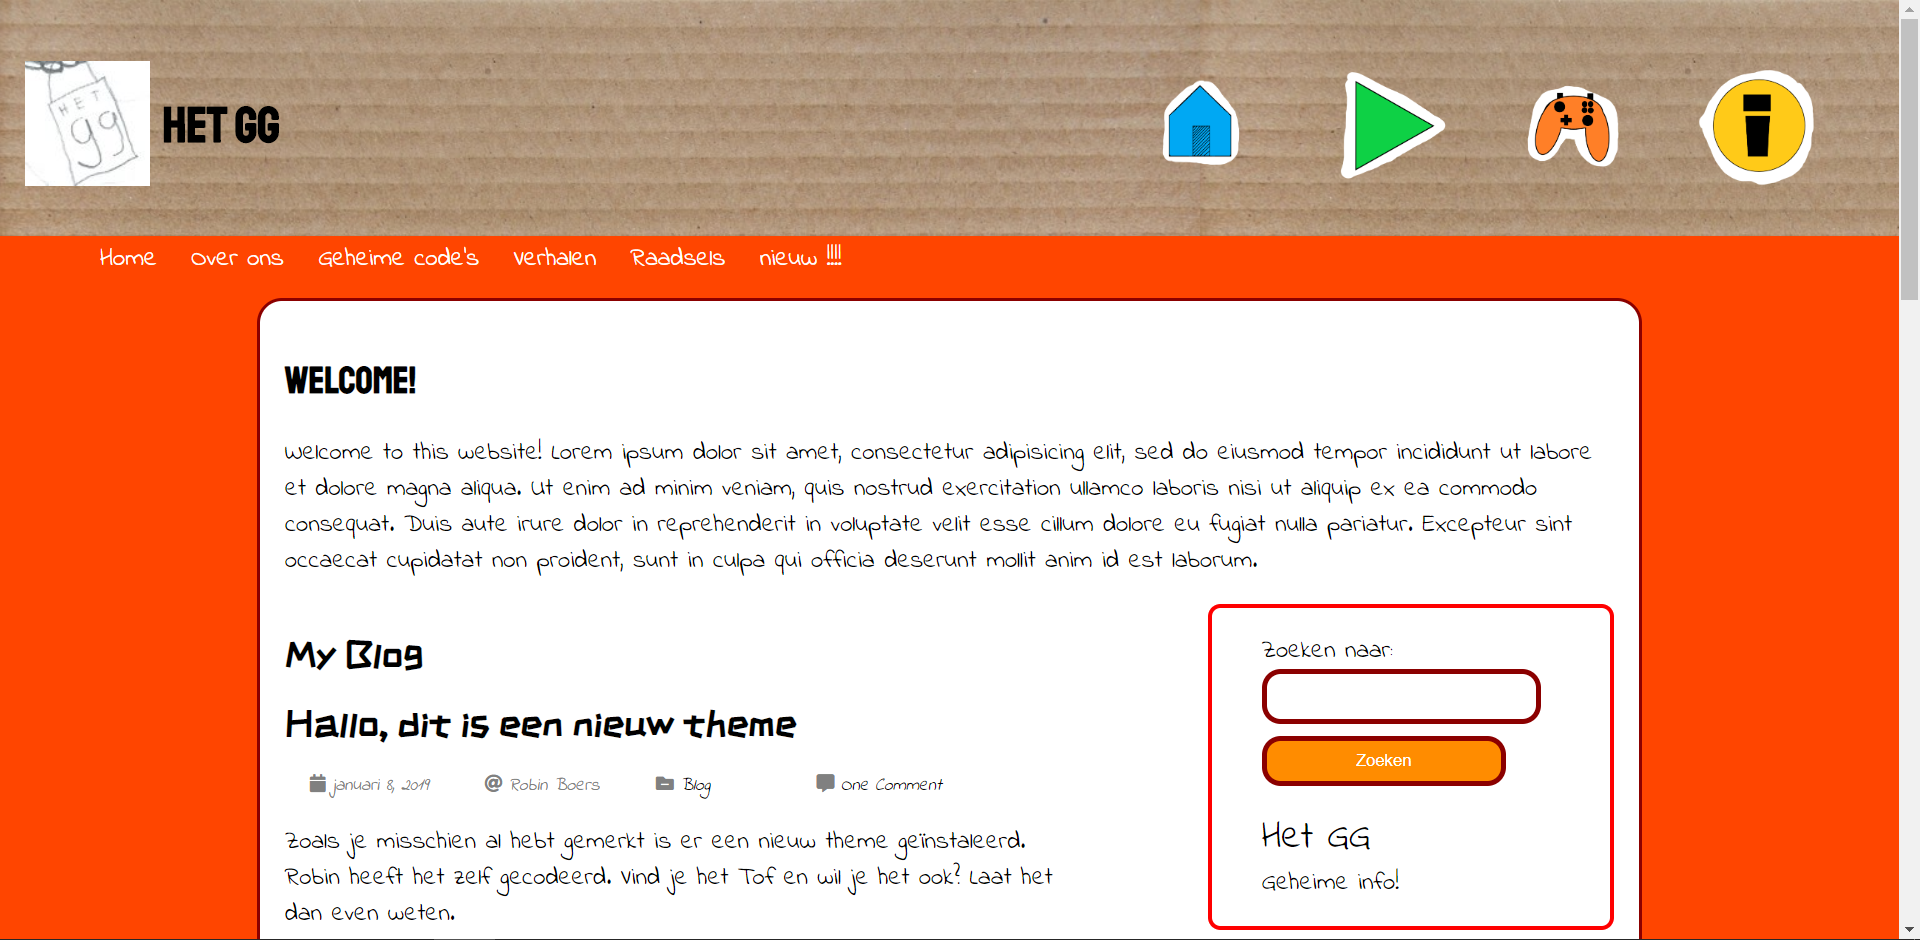 HET
gg
HET GG
Home Over ons Geheime code's Verhalen Raadsels nieuw !!!!
WELCOME!
Welcome to this website! Lorem ipsum dolor sit amet, consectetur adipisicing elit, sed do eiusmod tempor incididunt ut labore
et dolore magna aliqua. Ut enim ad minim veniam, quis nostrud exercitation ullamco laboris nisi ut aliquip ex ea commodo
consequat. Duis aute irure dolor in reprehenderit in voluptate velit esse cillum dolore eu fugiat nulla pariatur. Excepteur sint
occaecat cupidatat non proident, sunt in culpa qui officia deserunt mollit anim id est laborum.
My Blog
Hallo, dit is een nieuw theme
januari 8, 2019 Robin Boers Blog One Comment
Zoals je misschien al hebt gemerkt is er een nieuw theme geïnstaleerd.
Robin heeft het zelf gecodeerd. Vind je het Tof en wil je het ook? Laat het
dan even weten.
Zoeken naar:
Zoeken
Het GG
Geheime info!